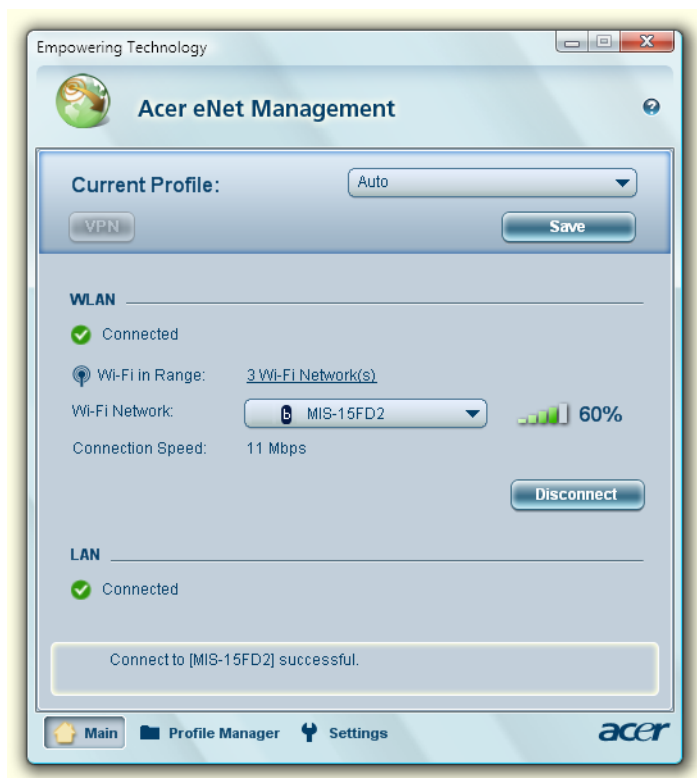 Empowering Technology
Acer eNet Management
Current Profile:
Auto
VPN
Save
WLAN
Connected
Wi-Fi in Range:
3 Wi-Fi Network(s)
Wi-Fi Network:
b MIS-15FD2
60%
Connection Speed:
11 Mbps
Disconnect
LAN
Connected
Connect to [MIS-15FD2] successful.
Main
Profile Manager
Settings
acer